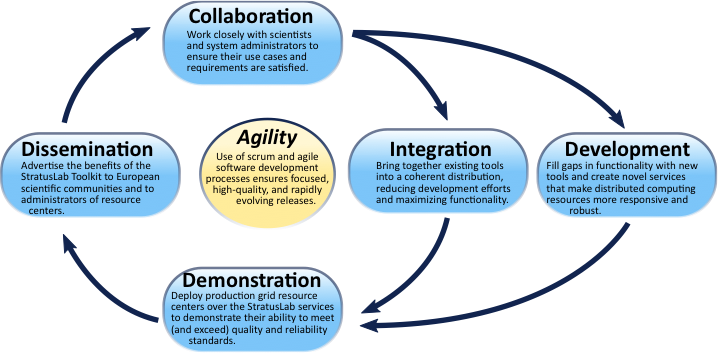 Collaboration
Work closely with scientists
and system administrators to
ensure their use cases and
requirements are satisfied.
Dissemination
Advertise the benefits of the
StratusLab Toolkit to European
scientific communities and to
administrators of resource
centers.
Agility
Use of scrum and agile
software development
processes ensures focused,
high-quality, and rapidly
evolving releases.
Integration
Bring together existing tools
into a coherent distribution,
reducing development efforts
and maximizing functionality.
Development
Fill gaps in functionality with new
tools and create novel services
that make distributed computing
resources more responsive and
robust.
Demonstration
Deploy production grid resource
centers over the StratusLab services
to demonstrate their ability to meet
(and exceed) quality and reliability
standards.